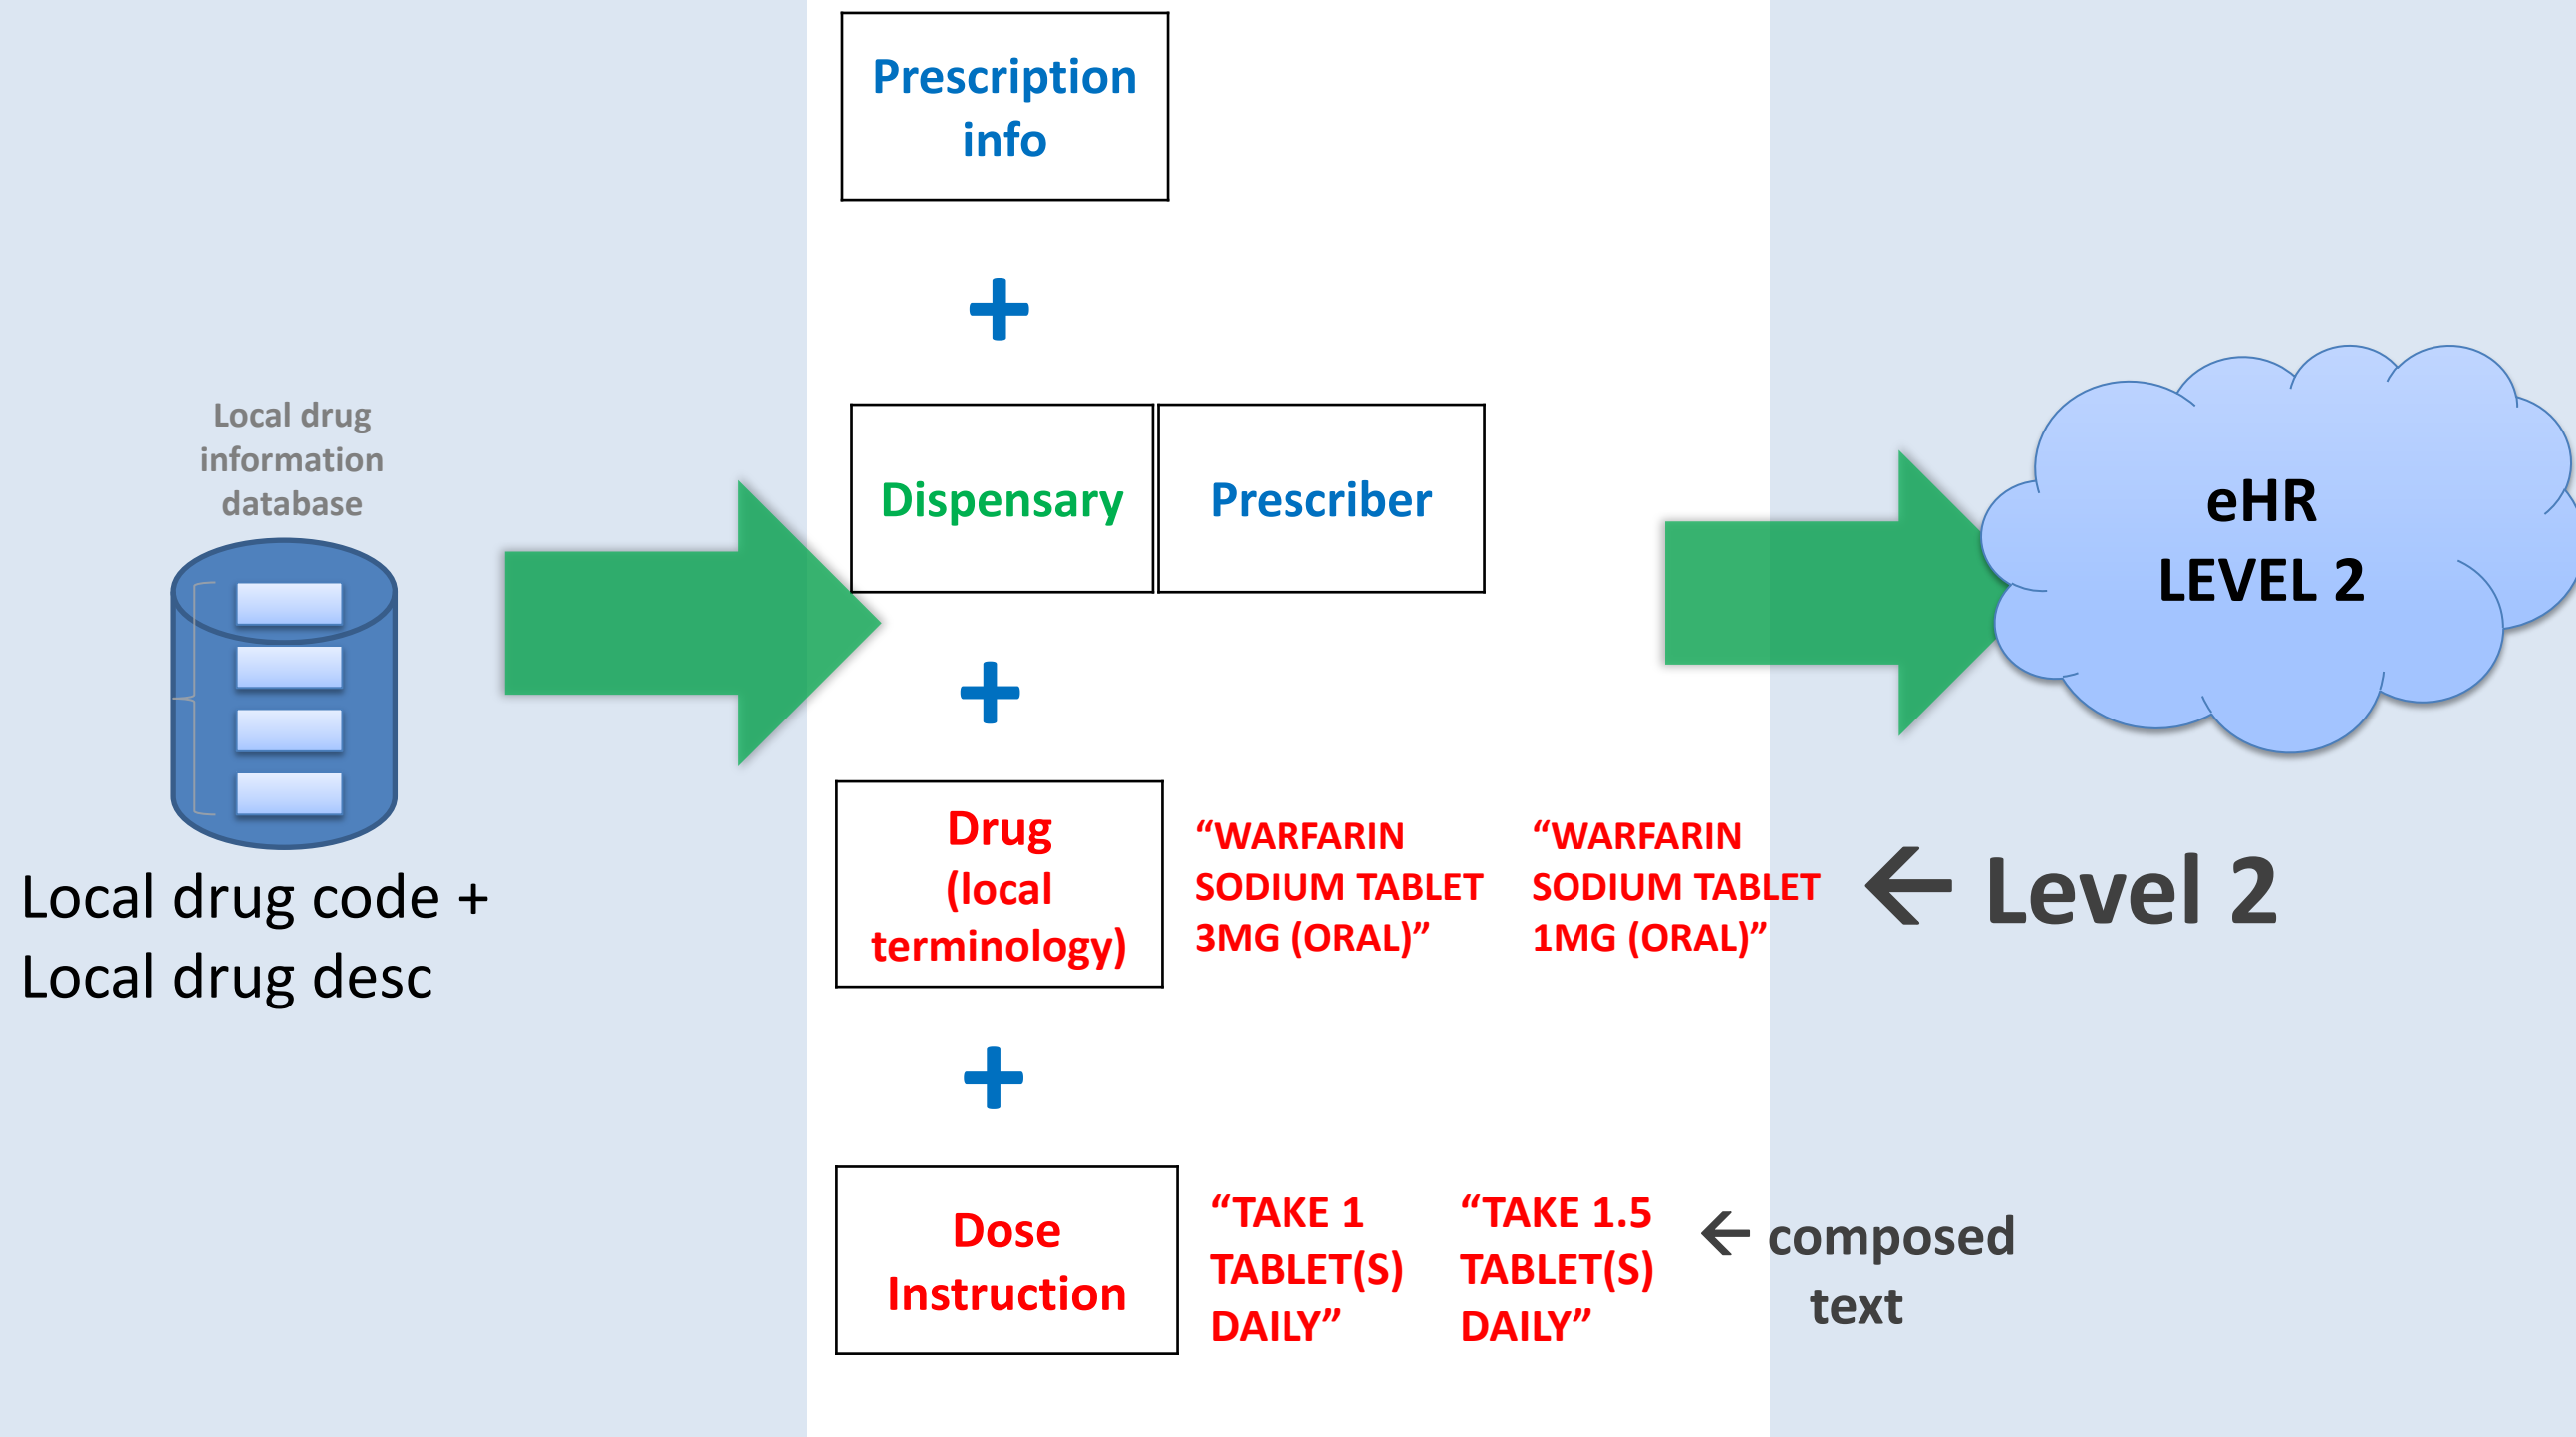 Prescription
info
+
Local drug
information
database
Dispensary
Prescriber
eHR
LEVEL 2
+
Local drug code +
Local drug desc
Drug
(local
terminology)
“WARFARIN
SODIUM TABLET
3MG (ORAL)”
“WARFARIN
SODIUM TABLET
1MG (ORAL)”
← Level 2
+
Dose
Instruction
“TAKE 1
TABLET(S)
DAILY”
“TAKE 1.5
TABLET(S)
DAILY”
← composed
text